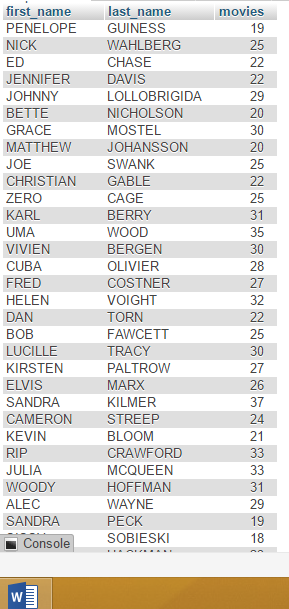 first_name last_name movies
PENELOPE GUINESS 19
NICK WAHLBERG 25
ED CHASE 22
JENNIFER DAVIS 22
JOHNNY LOLLOBRIGIDA 29
BETTE NICHOLSON 20
GRACE MOSTEL 30
MATTHEW JOHANSSON 20
JOE SWANK 25
CHRISTIAN GABLE 22
ZERO CAGE 25
KARL BERRY 31
UMA WOOD 35
VIVIEN BERGEN 30
CUBA OLIVIER 28
FRED COSTNER 27
HELEN VOIGHT 32
DAN TORN 22
BOB FAWCETT 25
LUCILLE TRACY 30
KIRSTEN PALTROW 27
ELVIS MARX 26
SANDRA KILMER 37
CAMERON STREEP 24
KEVIN BLOOM 21
RIP CRAWFORD 33
JULIA MCQUEEN 33
WOODY HOFFMAN 31
ALEC WAYNE 29
SANDRA PECK 19
SOBIESKI 18
Console
W